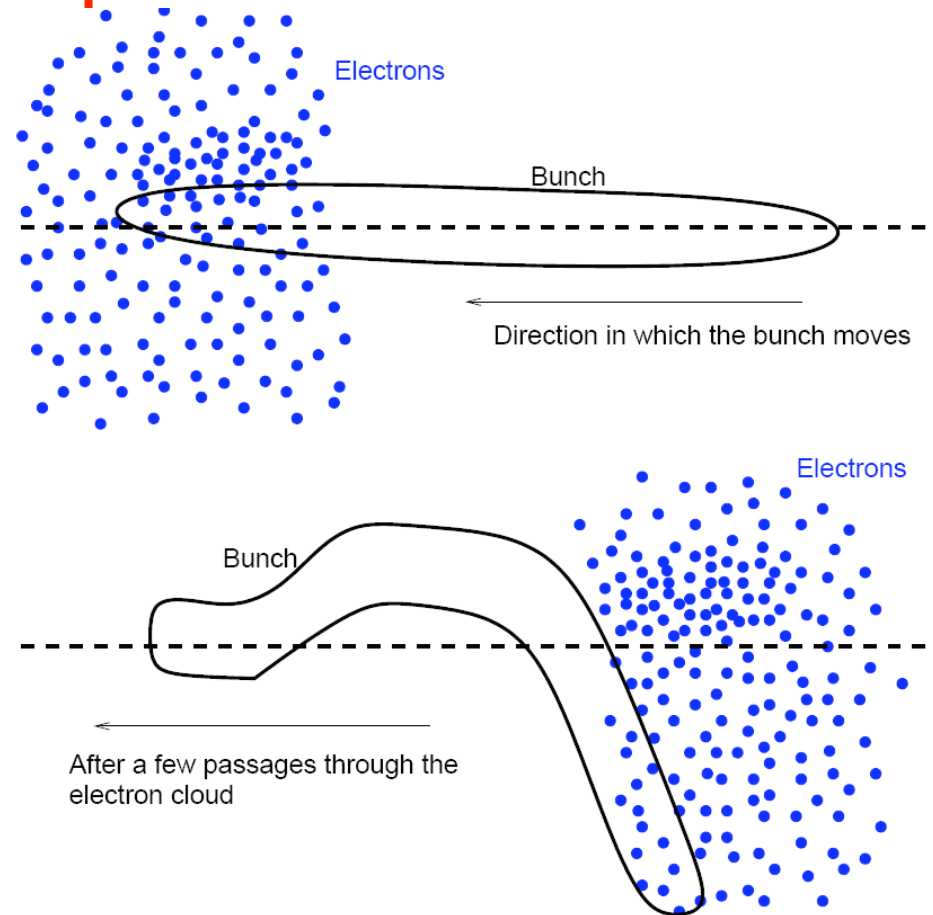 Electrons
Bunch
Direction in which the bunch moves
Electrons
Bunch
After a few passages through the
electron cloud